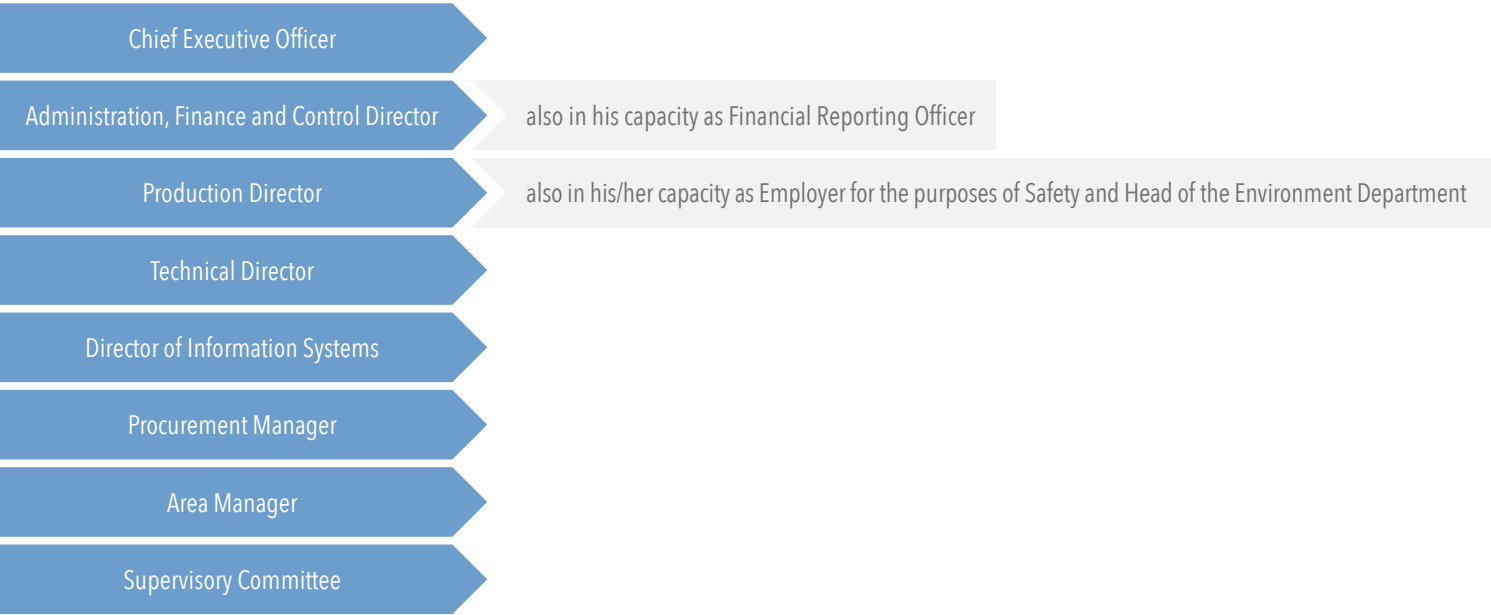 Chief Executive Officer
Administration, Finance and Control Director
also in his capacity as Financial Reporting Officer
Production Director
also in his/her capacity as Employer for the purposes of Safety and Head of the Environment Department
Technical Director
Director of Information Systems
Procurement Manager
Area Manager
Supervisory Committee